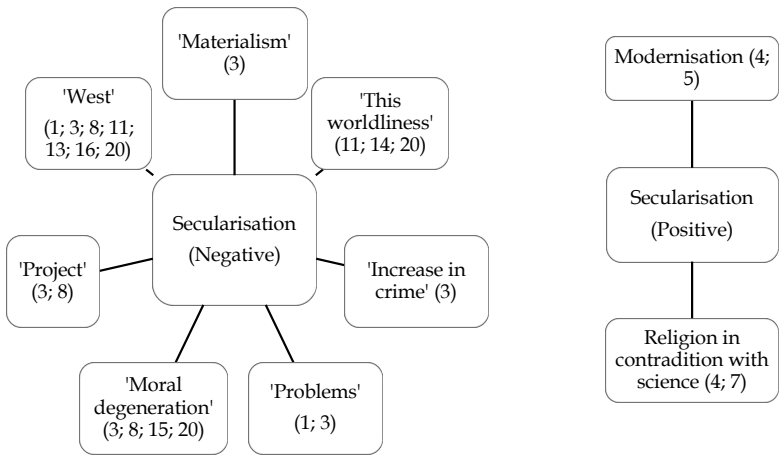 'Materialism'
(3)
'West'
(1; 3; 8; 11;
13; 16; 20)
'This
worldliness'
(11; 14; 20)
Secularisation
(Negative)
'Project'
(3; 8)
'Increase in
crime' (3)
'Moral
degeneration'
(3; 8; 15; 20)
'Problems'
(1; 3)
Modernisation (4;
5)
Secularisation
(Positive)
Religion in
contradition with
science (4; 7)